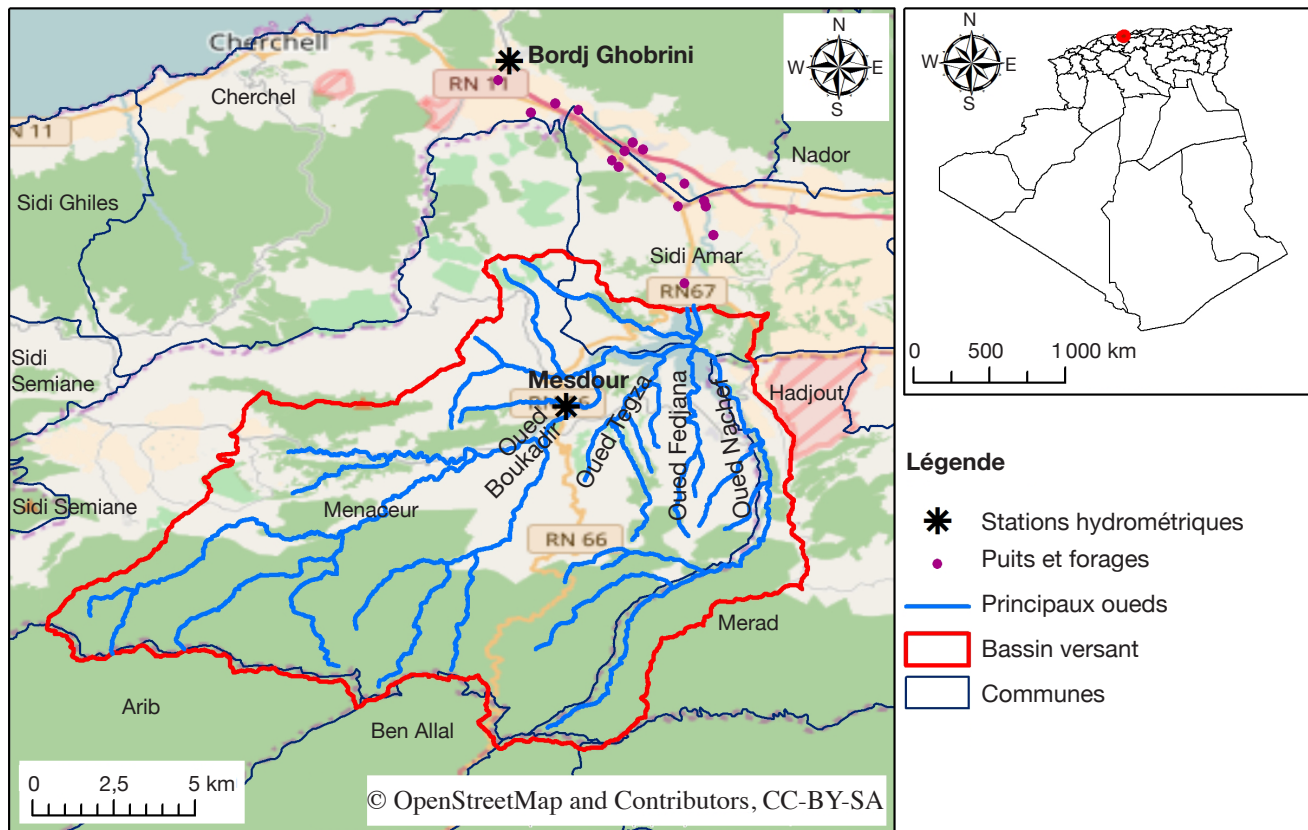 Cherchell
N
W E
S
Bordj Ghobrini
RN 11
Cherchel
RN 11
Nador
Sidi Ghiles
Sidi Amar
RN67
Sidi
Semiane
Mesdour
Hadjout
Oued
Boukadir
Oued Tegza
Oued Fedjana
Oued Nachef
Sidi Semiane
Menaceur
RN 66
Merad
Arib
Ben Allal
0 2,5 5 km
© OpenStreetMap and Contributors, CC-BY-SA
N
W E
S
0 500 1 000 km
Légende
Stations hydrométriques
Puits et forages
Principaux oueds
Bassin versant
Communes